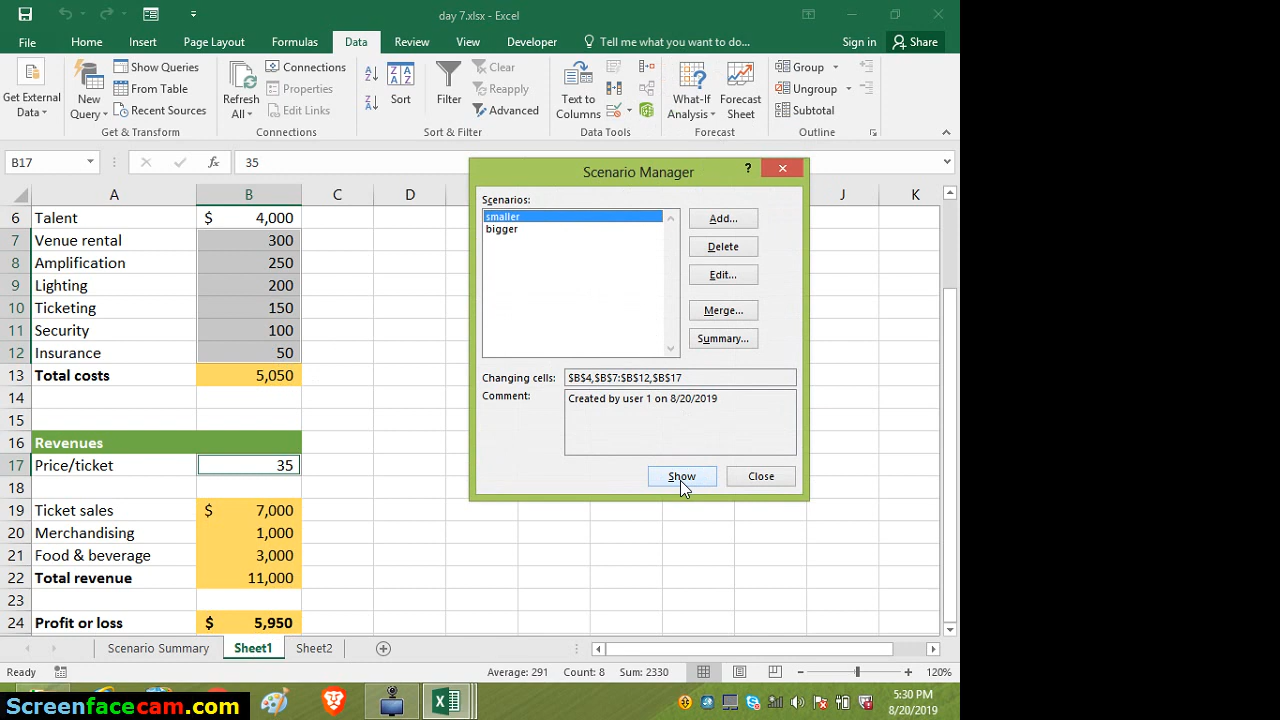 day 7.xlsx - Excel
File Home Insert Page Layout Formulas Data Review View Developer Tell me what you want to do... Sign in Share
Get External Data
New Query
Show Queries
From Table
Recent Sources
Get & Transform
Refresh All
Connections
Properties
Edit Links
Connections
Sort
Filter
Clear
Reapply
Advanced
Sort & Filter
Text to Columns
Data Tools
What-If Analysis
Forecast Sheet
Forecast
Group
Ungroup
Subtotal
Outline
B17 fx 35
A B C D J K
6 Talent $ 4,000
7 Venue rental 300
8 Amplification 250
9 Lighting 200
10 Ticketing 150
11 Security 100
12 Insurance 50
13 Total costs 5,050
14
15
16 Revenues
17 Price/ticket 35
18
19 Ticket sales $ 7,000
20 Merchandising 1,000
21 Food & beverage 3,000
22 Total revenue 11,000
23
24 Profit or loss $ 5,950
Scenario Manager ?
Scenarios:
smaller
bigger
Add...
Delete
Edit...
Merge...
Summary...
Changing cells: $B$4,$B$7:$B$12,$B$17
Comment: Created by user 1 on 8/20/2019
Show Close
Scenario Summary Sheet1 Sheet2
Ready Average: 291 Count: 8 Sum: 2330 120%
Screenfacecam.com
5:30 PM
8/20/2019